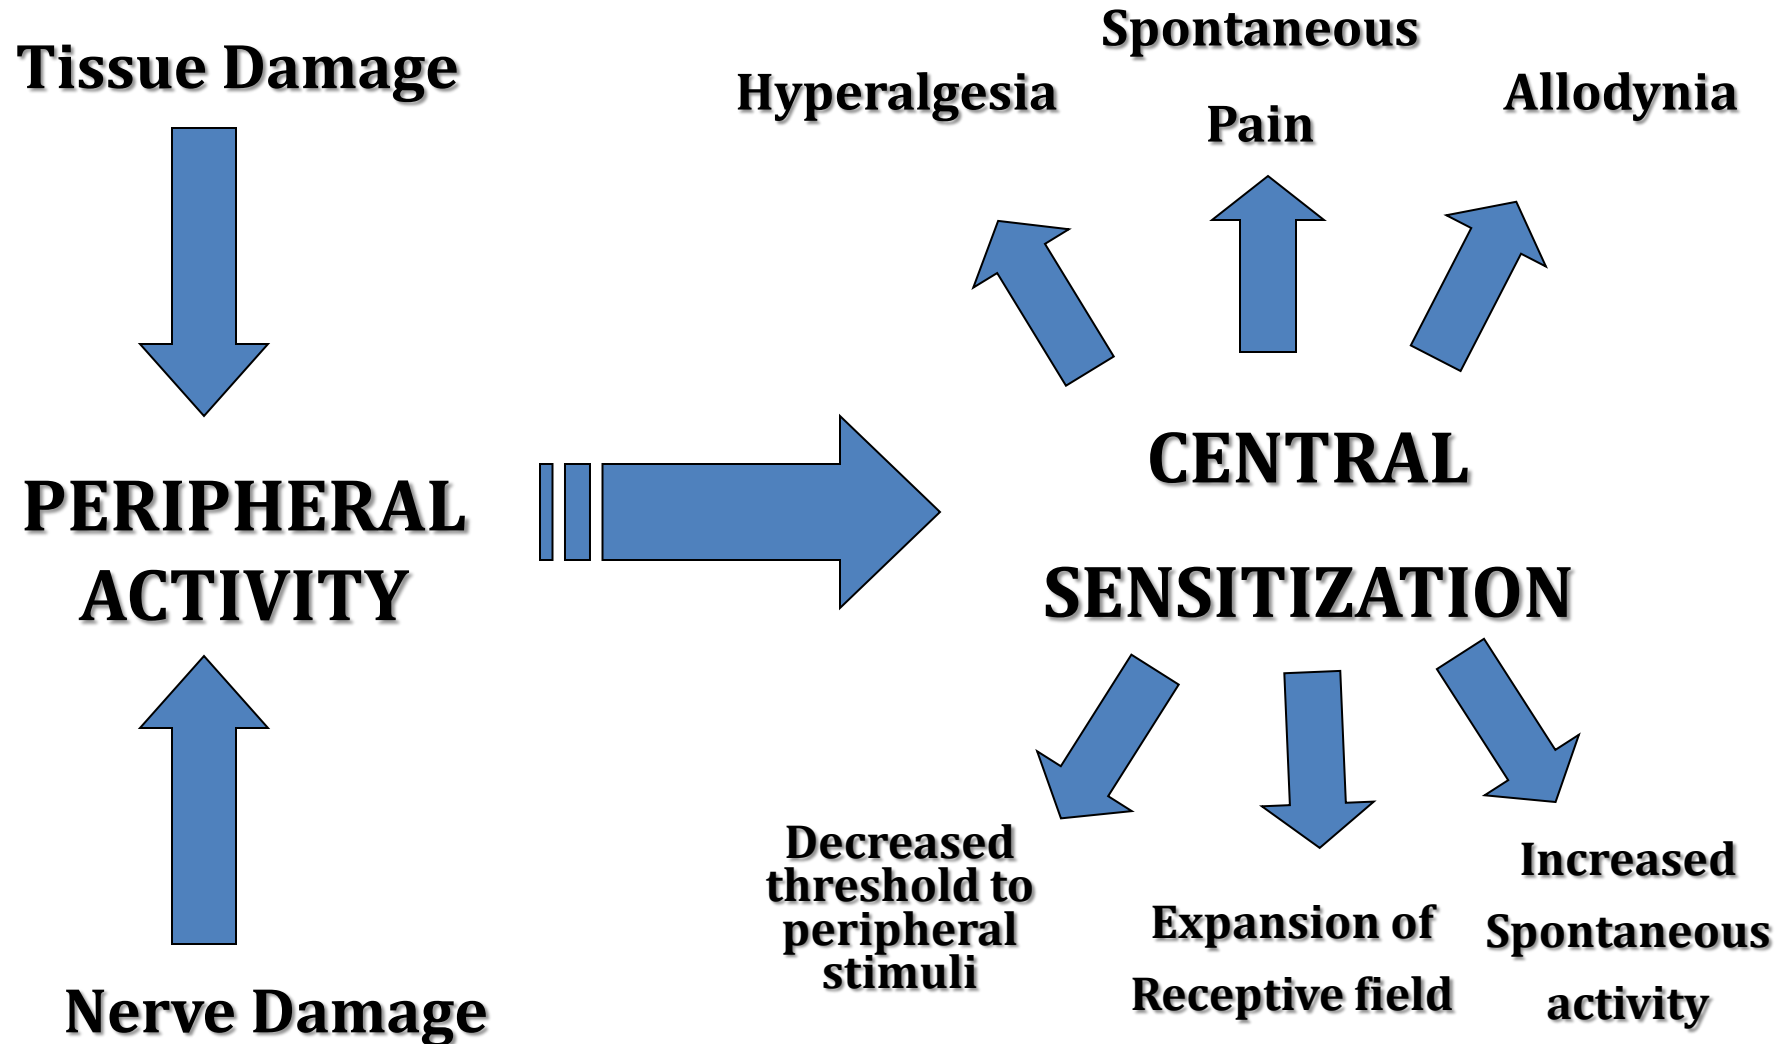 Tissue Damage
PERIPHERAL
ACTIVITY
Nerve Damage
Hyperalgesia
Spontaneous
Pain
Allodynia
CENTRAL
SENSITIZATION
Decreased
threshold to
peripheral
stimuli
Expansion of
Receptive field
Increased
Spontaneous
activity